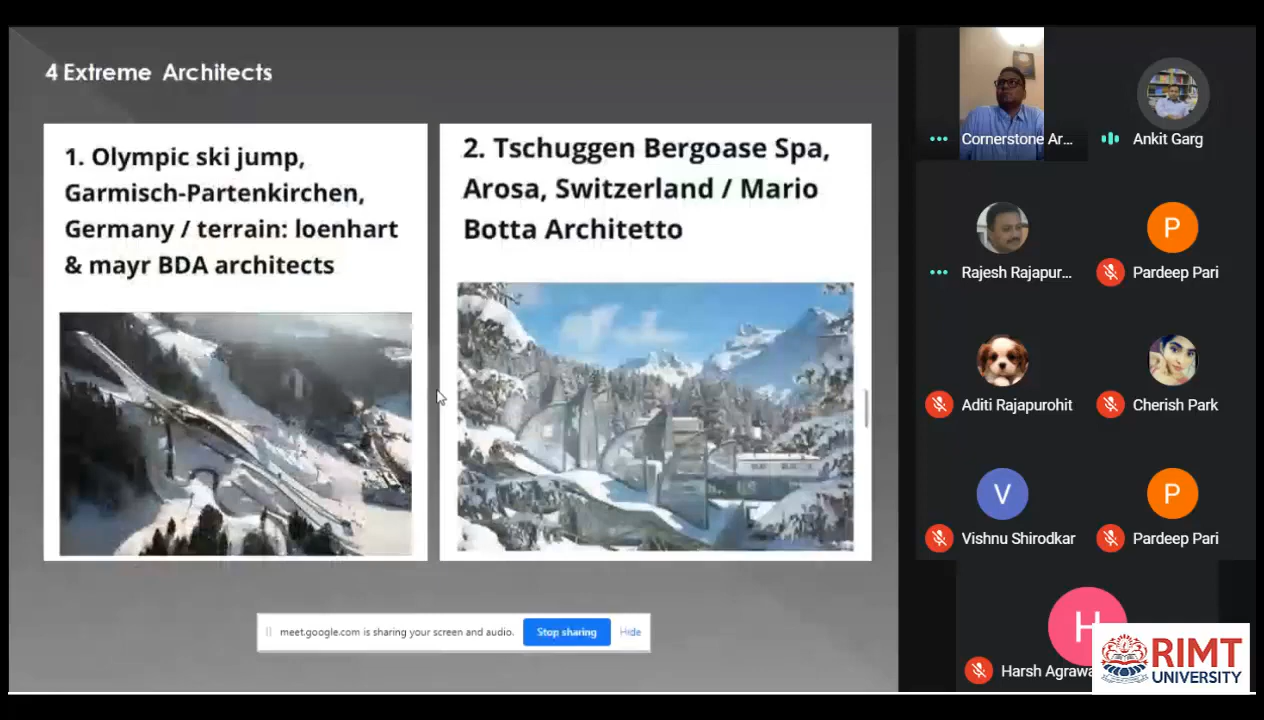 4 Extreme Architects
1. Olympic ski jump,
Garmisch-Partenkirchen,
Germany / terrain: loenhart
& mayr BDA architects
2. Tschuggen Bergoase Spa,
Arosa, Switzerland / Mario
Botta Architetto
meet.google.com is sharing your screen and audio.
Stop sharing
Hide
Cornerstone Ar...
Ankit Garg
Rajesh Rajapur...
P
Pardeep Pari
Aditi Rajapurohit
Cherish Park
V
Vishnu Shirodkar
P
Pardeep Pari
H
Harsh Agrawa
RIMT
UNIVERSITY